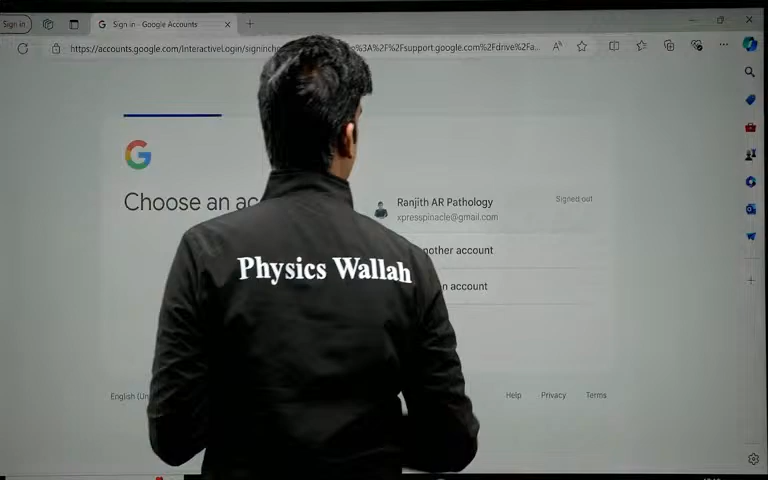 Sign in
Sign in - Google Accounts
https://accounts.google.com/InteractiveLogin/signinch
%3A%2F%2Fsupport.google.com%2Fdrive%2Fa...
Choose an ac
Ranjith AR Pathology
Signed out
xpresspinacle@gmail.com
nother account
n account
Physics Wallah
English (Un
Help
Privacy
Terms